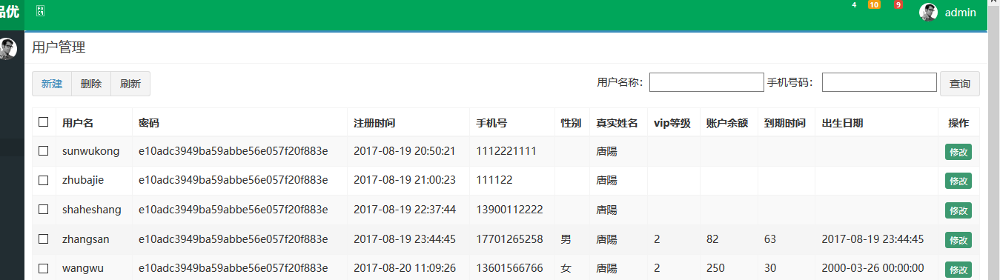 品优 4 10 9 admin
用户管理
新建 删除 刷新 用户名称： 手机号码： 查询
用户名 密码 注册时间 手机号 性别 真实姓名 vip等级 账户余额 到期时间 出生日期 操作
sunwukong e10adc3949ba59abbe56e057f20f883e 2017-08-19 20:50:21 1112221111 唐陽 修改
zhubajie e10adc3949ba59abbe56e057f20f883e 2017-08-19 21:00:23 111122 唐陽 修改
shaheshang e10adc3949ba59abbe56e057f20f883e 2017-08-19 22:37:44 13900112222 唐陽 修改
zhangsan e10adc3949ba59abbe56e057f20f883e 2017-08-19 23:44:45 17701265258 男 唐陽 2 82 63 2017-08-19 23:44:45 修改
wangwu e10adc3949ba59abbe56e057f20f883e 2017-08-20 11:09:26 13601566766 女 唐陽 2 250 30 2000-03-26 00:00:00 修改